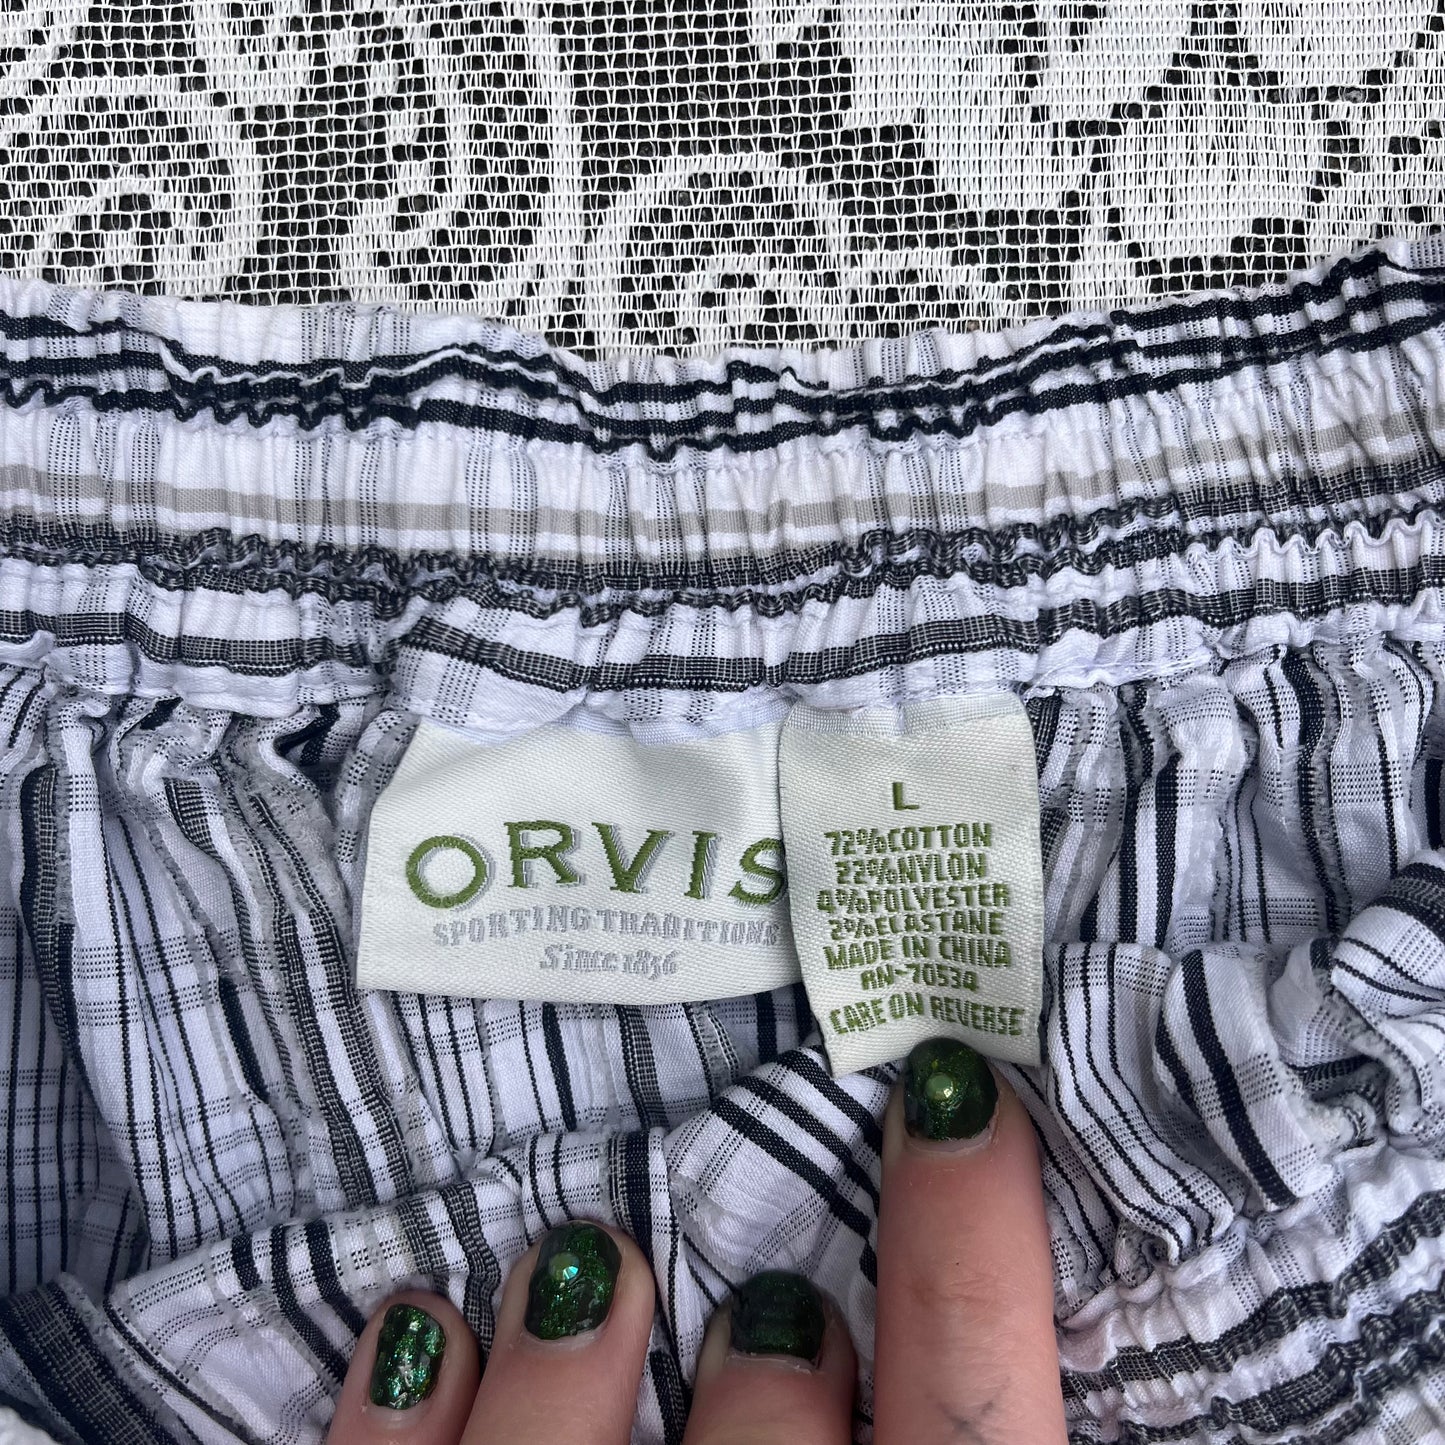 ORVIS
SPORTING TRADITIONS
Since 1856
L
72%COTTON
22%NYLON
4%POLYESTER
2%ELASTANE
MADE IN CHINA
RN-70534
CARE ON REVERSE